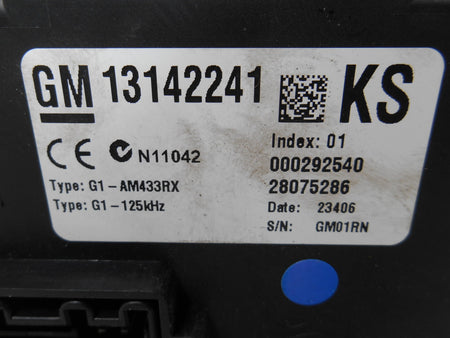 GM 13142241 KS
Index: 01
CE N11042 000292540
Type: G1-AM433RX 28075286
Type: G1-125kHz Date: 23406
S/N: GM01RN